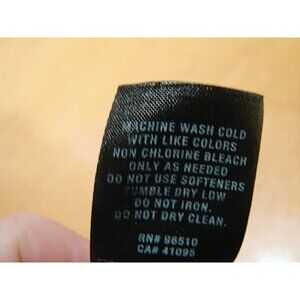 MACHINE WASH COLD
WITH LIKE COLORS
NON CHLORINE BLEACH
ONLY AS NEEDED
DO NOT USE SOFTENERS
TUMBLE DRY LOW
DO NOT IRON.
DO NOT DRY CLEAN.
RN# 96510
CA# 41095